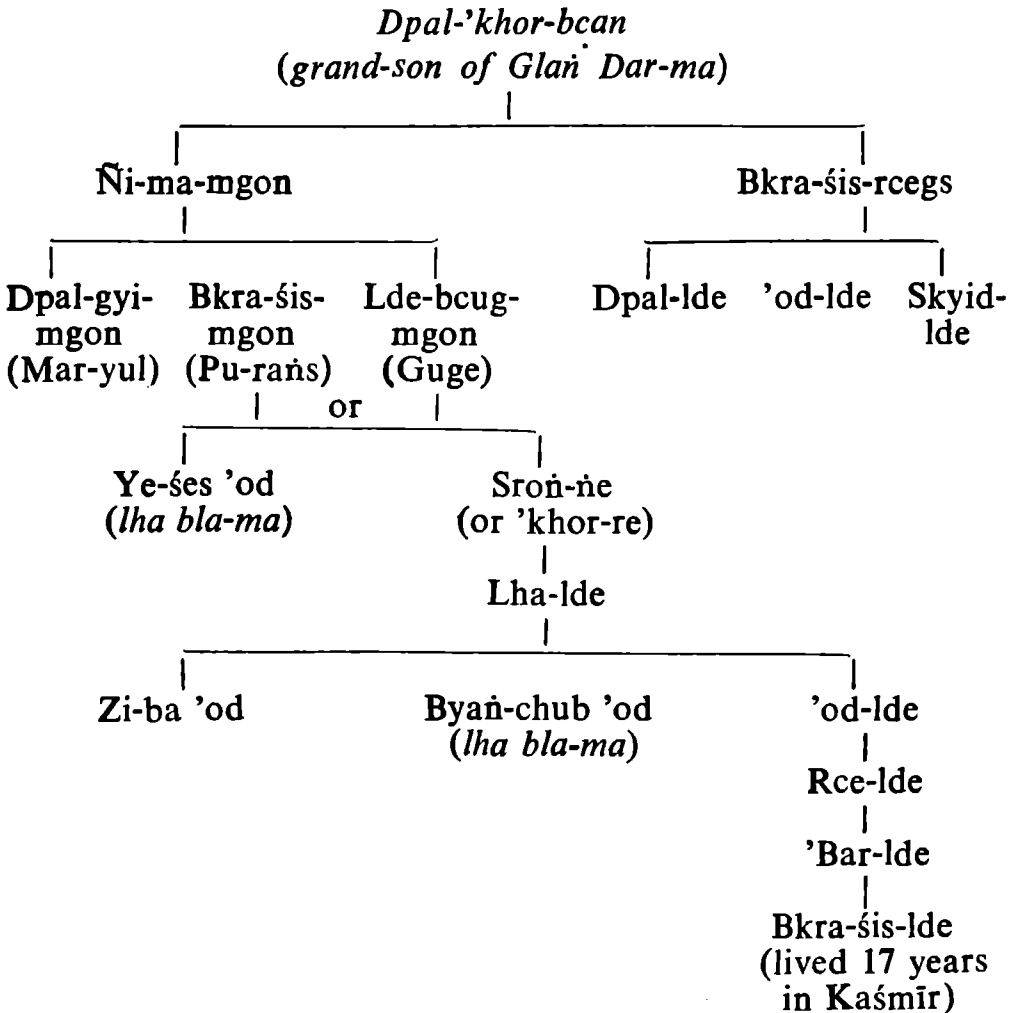 Dpal-’khor-bcan
(grand-son of Glaṅ Dar-ma)
Ñi-ma-mgon
Bkra-śis-rcegs
Dpal-gyi-
mgon
(Mar-yul)
Bkra-śis-
mgon
(Pu-raṅs)
Lde-bcug-
mgon
(Guge)
Dpal-lde
’od-lde
Skyid-
lde
or
Ye-śes ’od
(lha bla-ma)
Sroṅ-ṅe
(or ’khor-re)
Lha-lde
Zi-ba ’od
Byaṅ-chub ’od
(lha bla-ma)
’od-lde
Rce-lde
’Bar-lde
Bkra-śis-lde
(lived 17 years
in Kaśmīr)